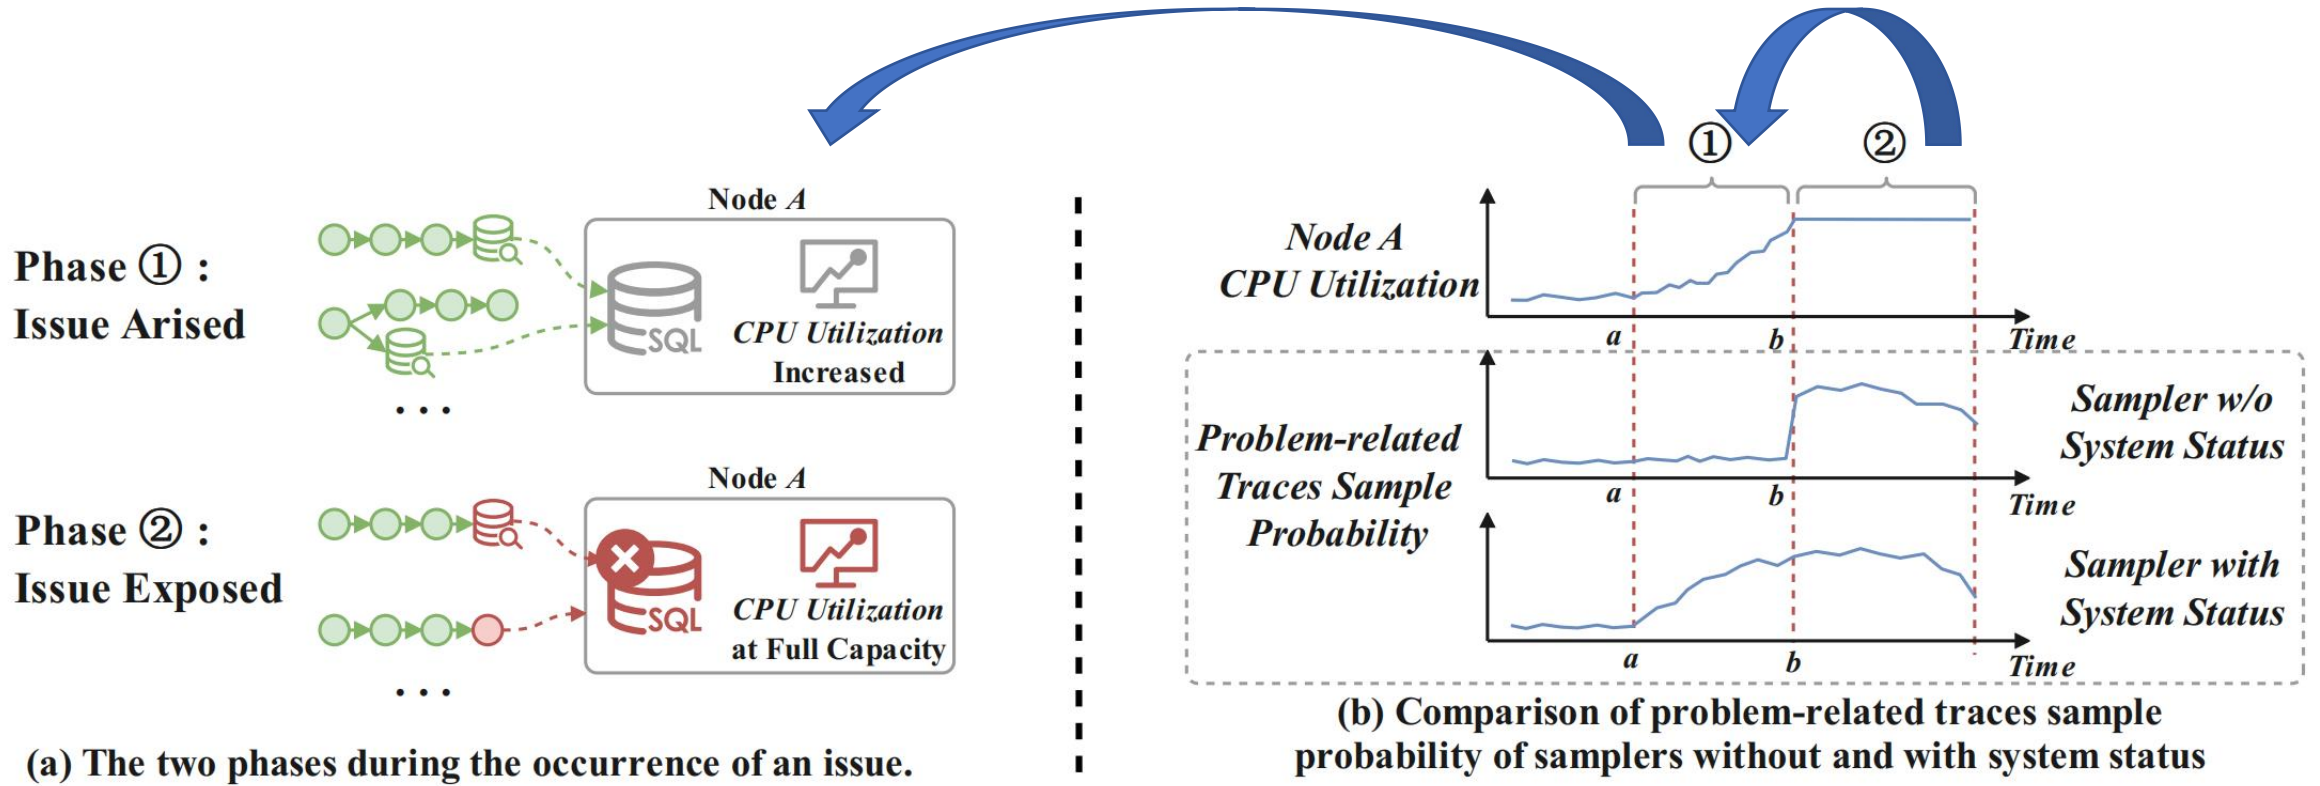 Phase ① :
Issue Arised
Node A
SQL
CPU Utilization
Increased
...
Phase ② :
Issue Exposed
Node A
SQL
CPU Utilization
at Full Capacity
...
(a) The two phases during the occurrence of an issue.
①
②
Node A
CPU Utilization
a
b
Time
Problem-related
Traces Sample
Probability
a
b
Time
Sampler w/o
System Status
a
b
Time
Sampler with
System Status
(b) Comparison of problem-related traces sample
probability of samplers without and with system status